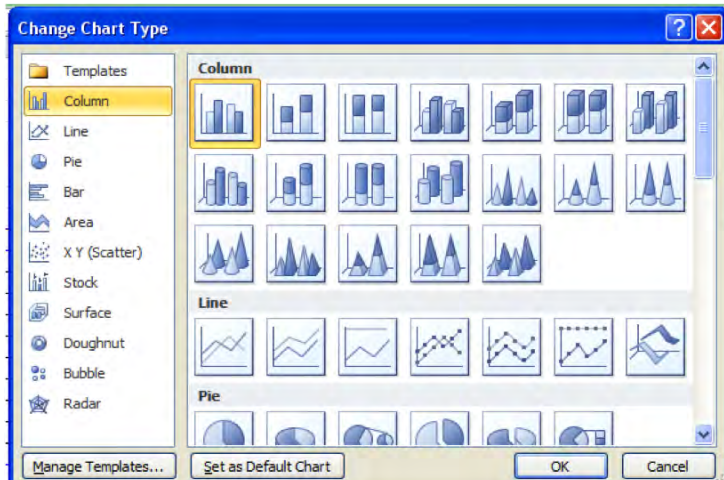 Change Chart Type
Templates
Column
Line
Pie
Bar
Area
X Y (Scatter)
Stock
Surface
Doughnut
Bubble
Radar
Column
Line
Pie
Manage Templates...
Set as Default Chart
OK
Cancel